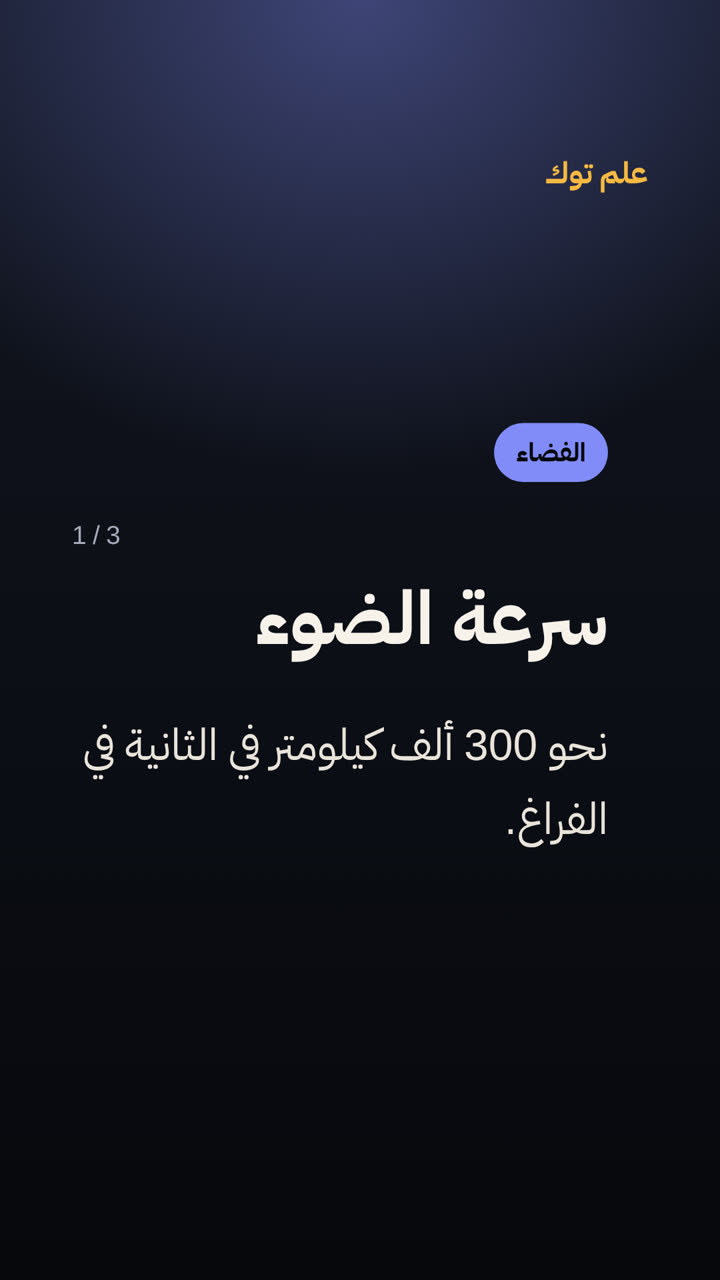 علم توك
الفضاء
1 / 3
سرعة الضوء
نحو 300 ألف كيلومتر في الثانية في
الفراغ.